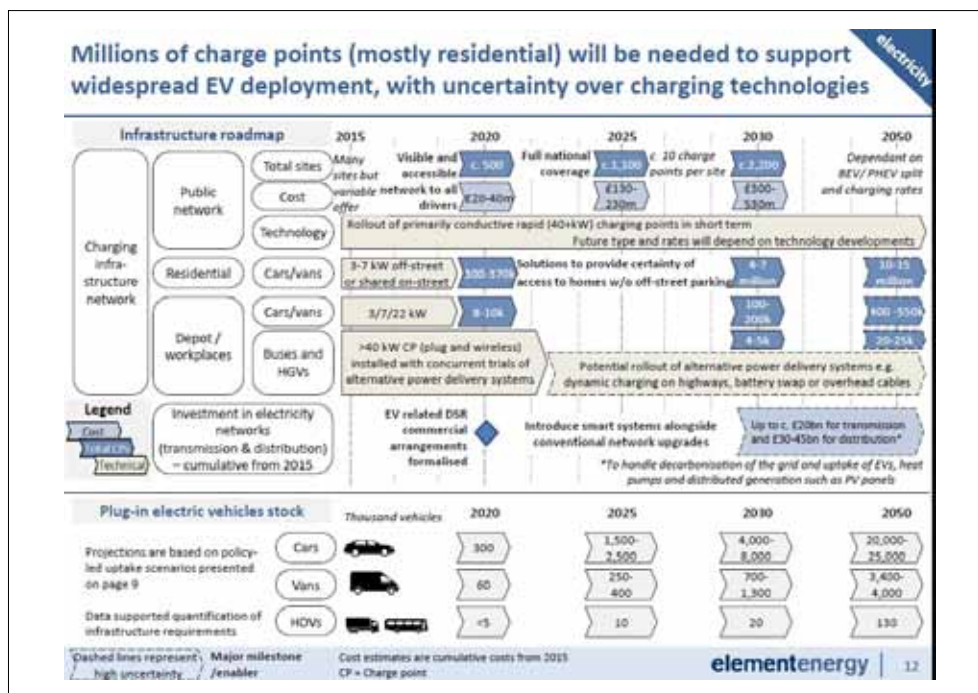 Millions of charge points (mostly residential) will be needed to support
widespread EV deployment, with uncertainty over charging technologies
electricity
Infrastructure roadmap
2015
2020
2025
2030
2050
Charging
infra-
structure
network
Public
network
Total sites
Many
sites but
variable
offer
Visible and
accessible
network to all
drivers
c. 500
Full national
coverage
c.1,100
c. 10 charge
points per site
c.2,200
Dependant on
BEV/ PHEV split
and charging rates
Cost
£20-40m
£130-
230m
£300-
530m
Technology
Rollout of primarily conductive rapid (40+kW) charging points in short term
Future type and rates will depend on technology developments
Residential
Cars/vans
3-7 kW off-street
or shared on-street
Solutions to provide certainty of
access to homes w/o off-street parking
4-7
million
10-15
million
Depot /
workplaces
Cars/vans
3/7/22 kW
8-10k
100-
200k
400 -550k
Buses and
HGVs
>40 kW CP (plug and wireless)
installed with concurrent trials of
alternative power delivery systems
4-5k
20-25k
Potential rollout of alternative power delivery systems e.g.
dynamic charging on highways, battery swap or overhead cables
Legend
Cost
Technical
Investment in electricity
networks
(transmission & distribution)
– cumulative from 2015
EV related DSR
commercial
arrangements
formalised
Introduce smart systems alongside
conventional network upgrades
Up to c. £20bn for transmission
and £30-45bn for distribution*
*To handle decarbonisation of the grid and uptake of EVs, heat
pumps and distributed generation such as PV panels
Plug-in electric vehicles stock
Thousand vehicles
2020
2025
2030
2050
Projections are based on policy-
led uptake scenarios presented
on page 9
Cars
300
1,500-
2,500
4,000-
8,000
20,000-
25,000
Vans
60
250-
400
700-
1,300
3,400-
4,000
Data supported quantification of
infrastructure requirements
HDVs
<5
10
20
130
Dashed lines represent
high uncertainty
Major milestone
/enabler
Cost estimates are cumulative costs from 2015
CP = Charge point
elementenergy
12